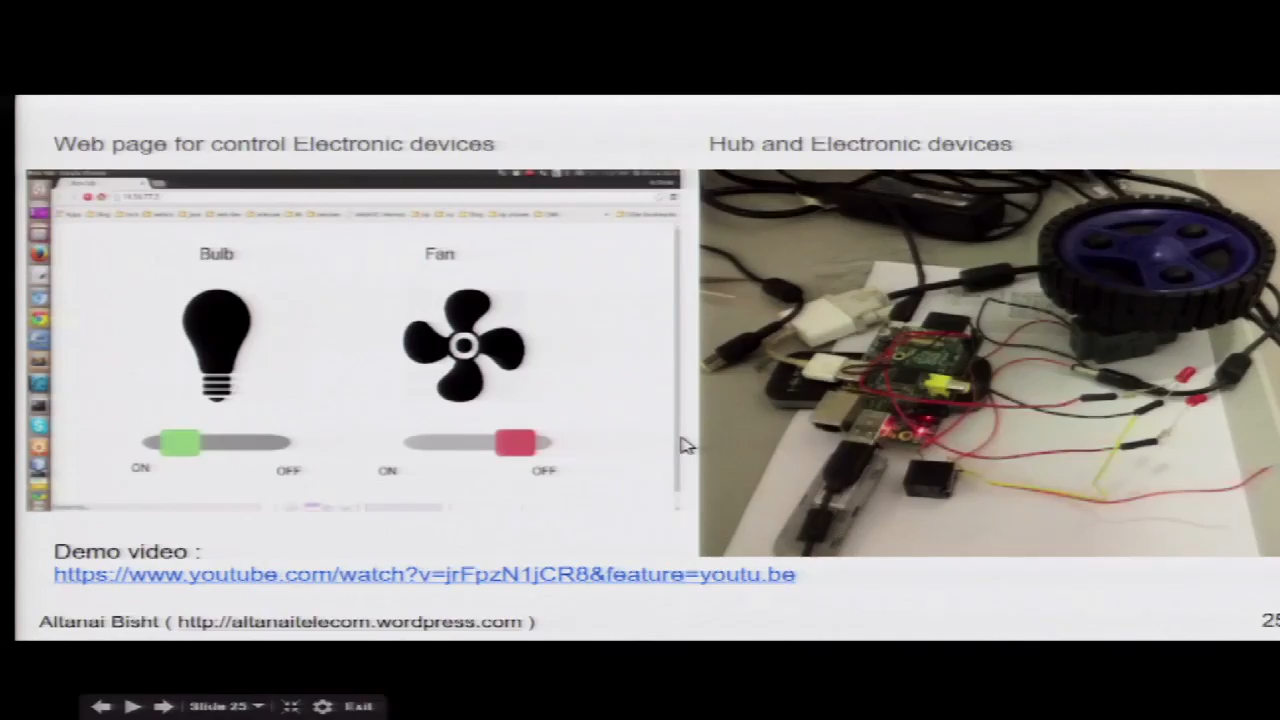 Web page for control Electronic devices
Hub and Electronic devices
Bulb
Fan
ON
OFF
ON
OFF
Demo video :
https://www.youtube.com/watch?v=jrFpzN1jCR8&feature=youtu.be
Altanai Bisht ( http://altanaitelecom.wordpress.com )
25
Slide 25
Exit